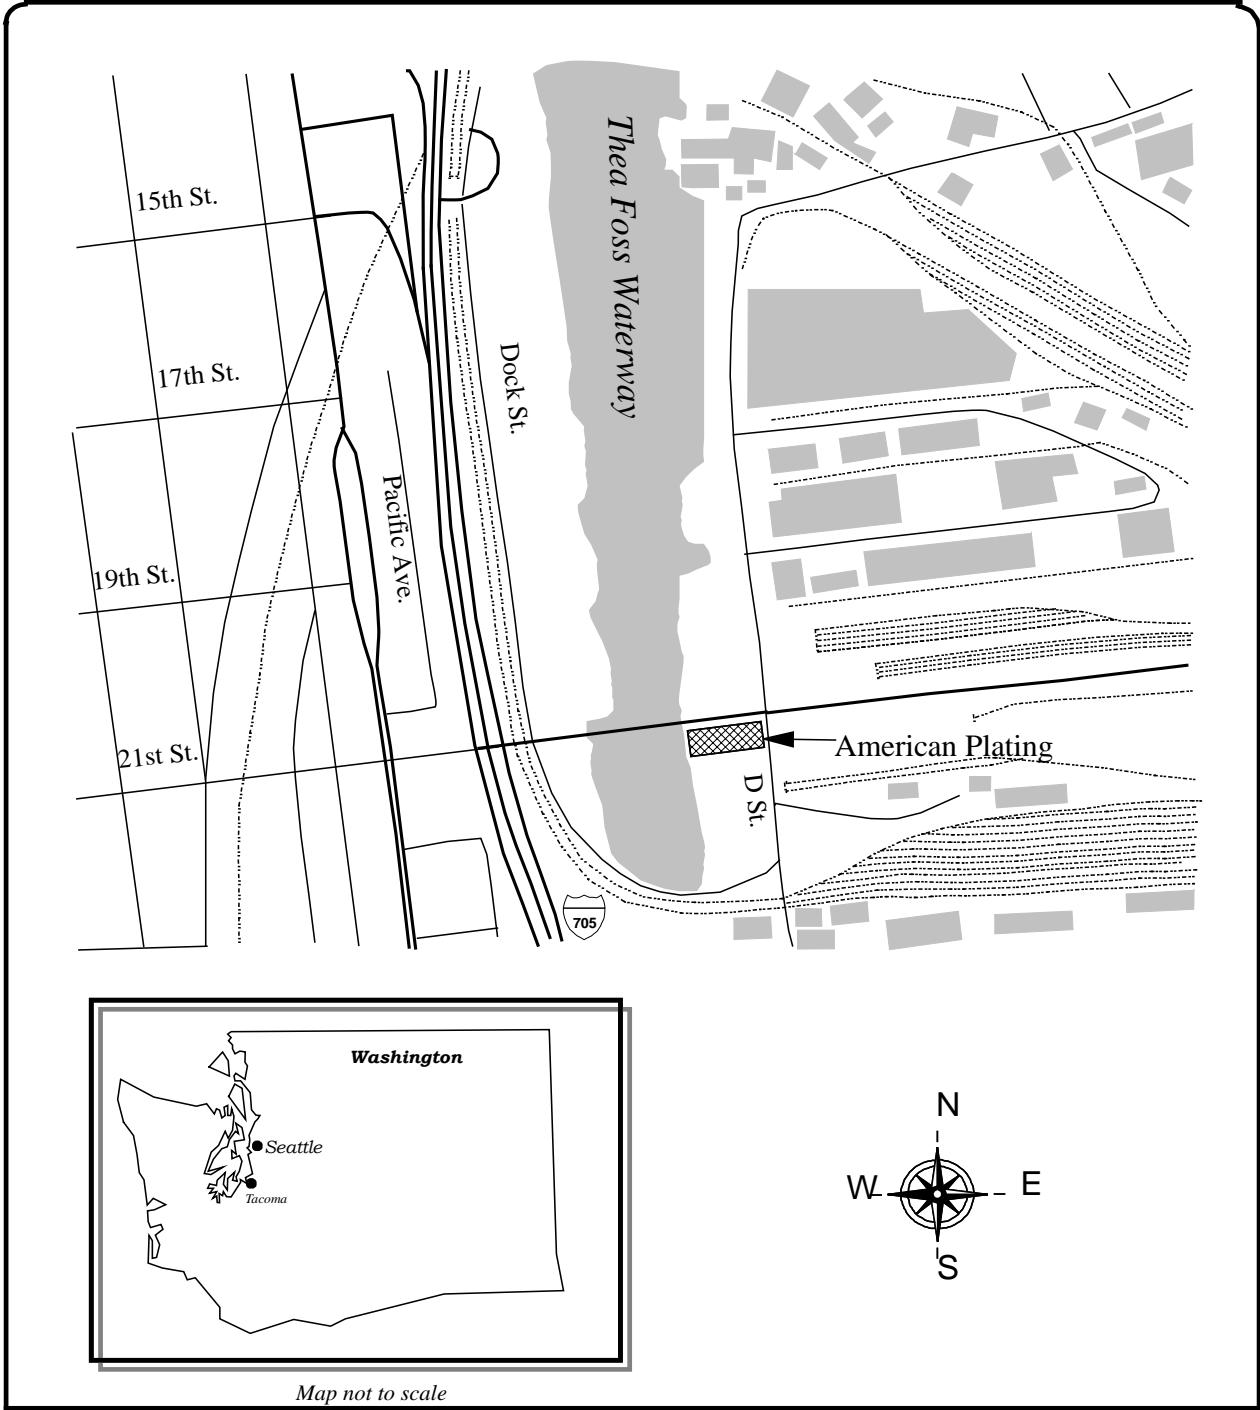 15th St.
17th St.
19th St.
21st St.
Pacific Ave.
Dock St.
Thea Foss Waterway
D St.
American Plating
705
Washington
Seattle
Tacoma
Map not to scale
N
W
E
S